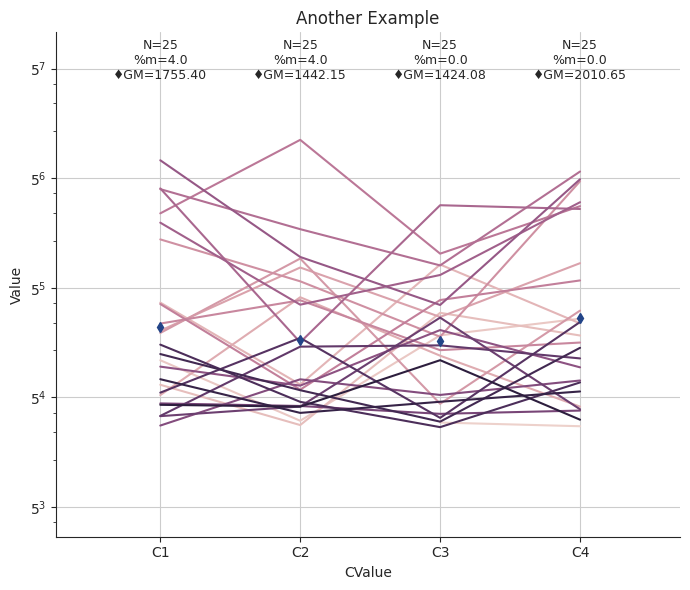 Another Example
N=25 N=25 N=25 N=25
%m=4.0 %m=4.0 %m=0.0 %m=0.0
♦GM=1755.40 ♦GM=1442.15 ♦GM=1424.08 ♦GM=2010.65
5⁷
5⁶
5⁵
5⁴
5³
Value
C1 C2 C3 C4
CValue